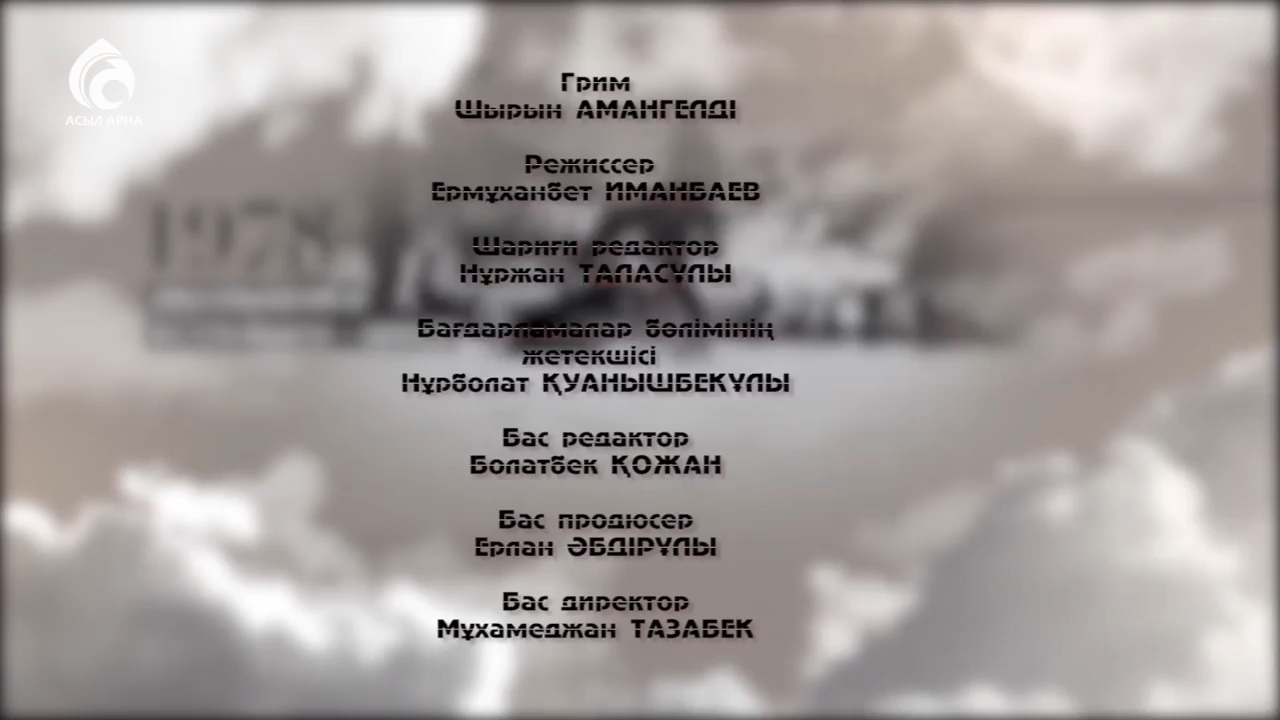 АСЫЛ АРНА
Грим
Шырын АМАНГЕЛДІ
Режиссер
Ермұханбет ИМАНБАЕВ
1978
Шариғи редактор
Нұржан ТАЛАСҰЛЫ
Бағдарламалар бөлімінің
жетекшісі
Нұрболат ҚУАНЫШБЕКҰЛЫ
Бас редактор
Болатбек ҚОЖАН
Бас продюсер
Ерлан ӘБДІРҰЛЫ
Бас директор
Мұхамеджан ТАЗАБЕК